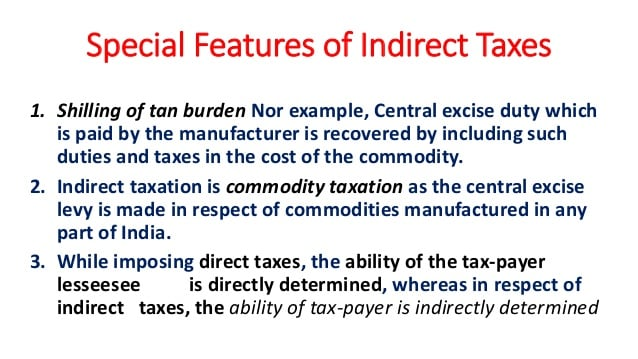 Special Features of Indirect Taxes
1. Shilling of tan burden Nor example, Central excise duty which
is paid by the manufacturer is recovered by including such
duties and taxes in the cost of the commodity.
2. Indirect taxation is commodity taxation as the central excise
levy is made in respect of commodities manufactured in any
part of India.
3. While imposing direct taxes, the ability of the tax-payer
lesseesee is directly determined, whereas in respect of
indirect taxes, the ability of tax-payer is indirectly determined